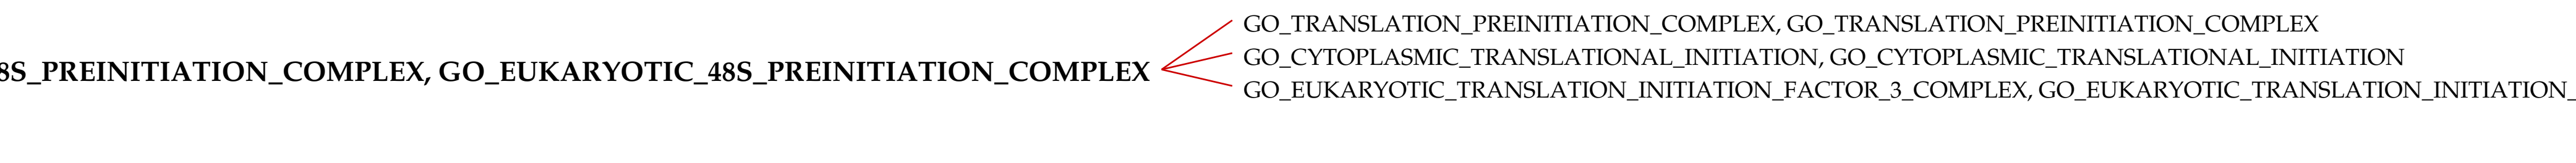 8S_PREINITIATION_COMPLEX, GO_EUKARYOTIC_48S_PREINITIATION_COMPLEX
GO_TRANSLATION_PREINITIATION_COMPLEX, GO_TRANSLATION_PREINITIATION_COMPLEX
GO_CYTOPLASMIC_TRANSLATIONAL_INITIATION, GO_CYTOPLASMIC_TRANSLATIONAL_INITIATION
GO_EUKARYOTIC_TRANSLATION_INITIATION_FACTOR_3_COMPLEX, GO_EUKARYOTIC_TRANSLATION_INITIATION_